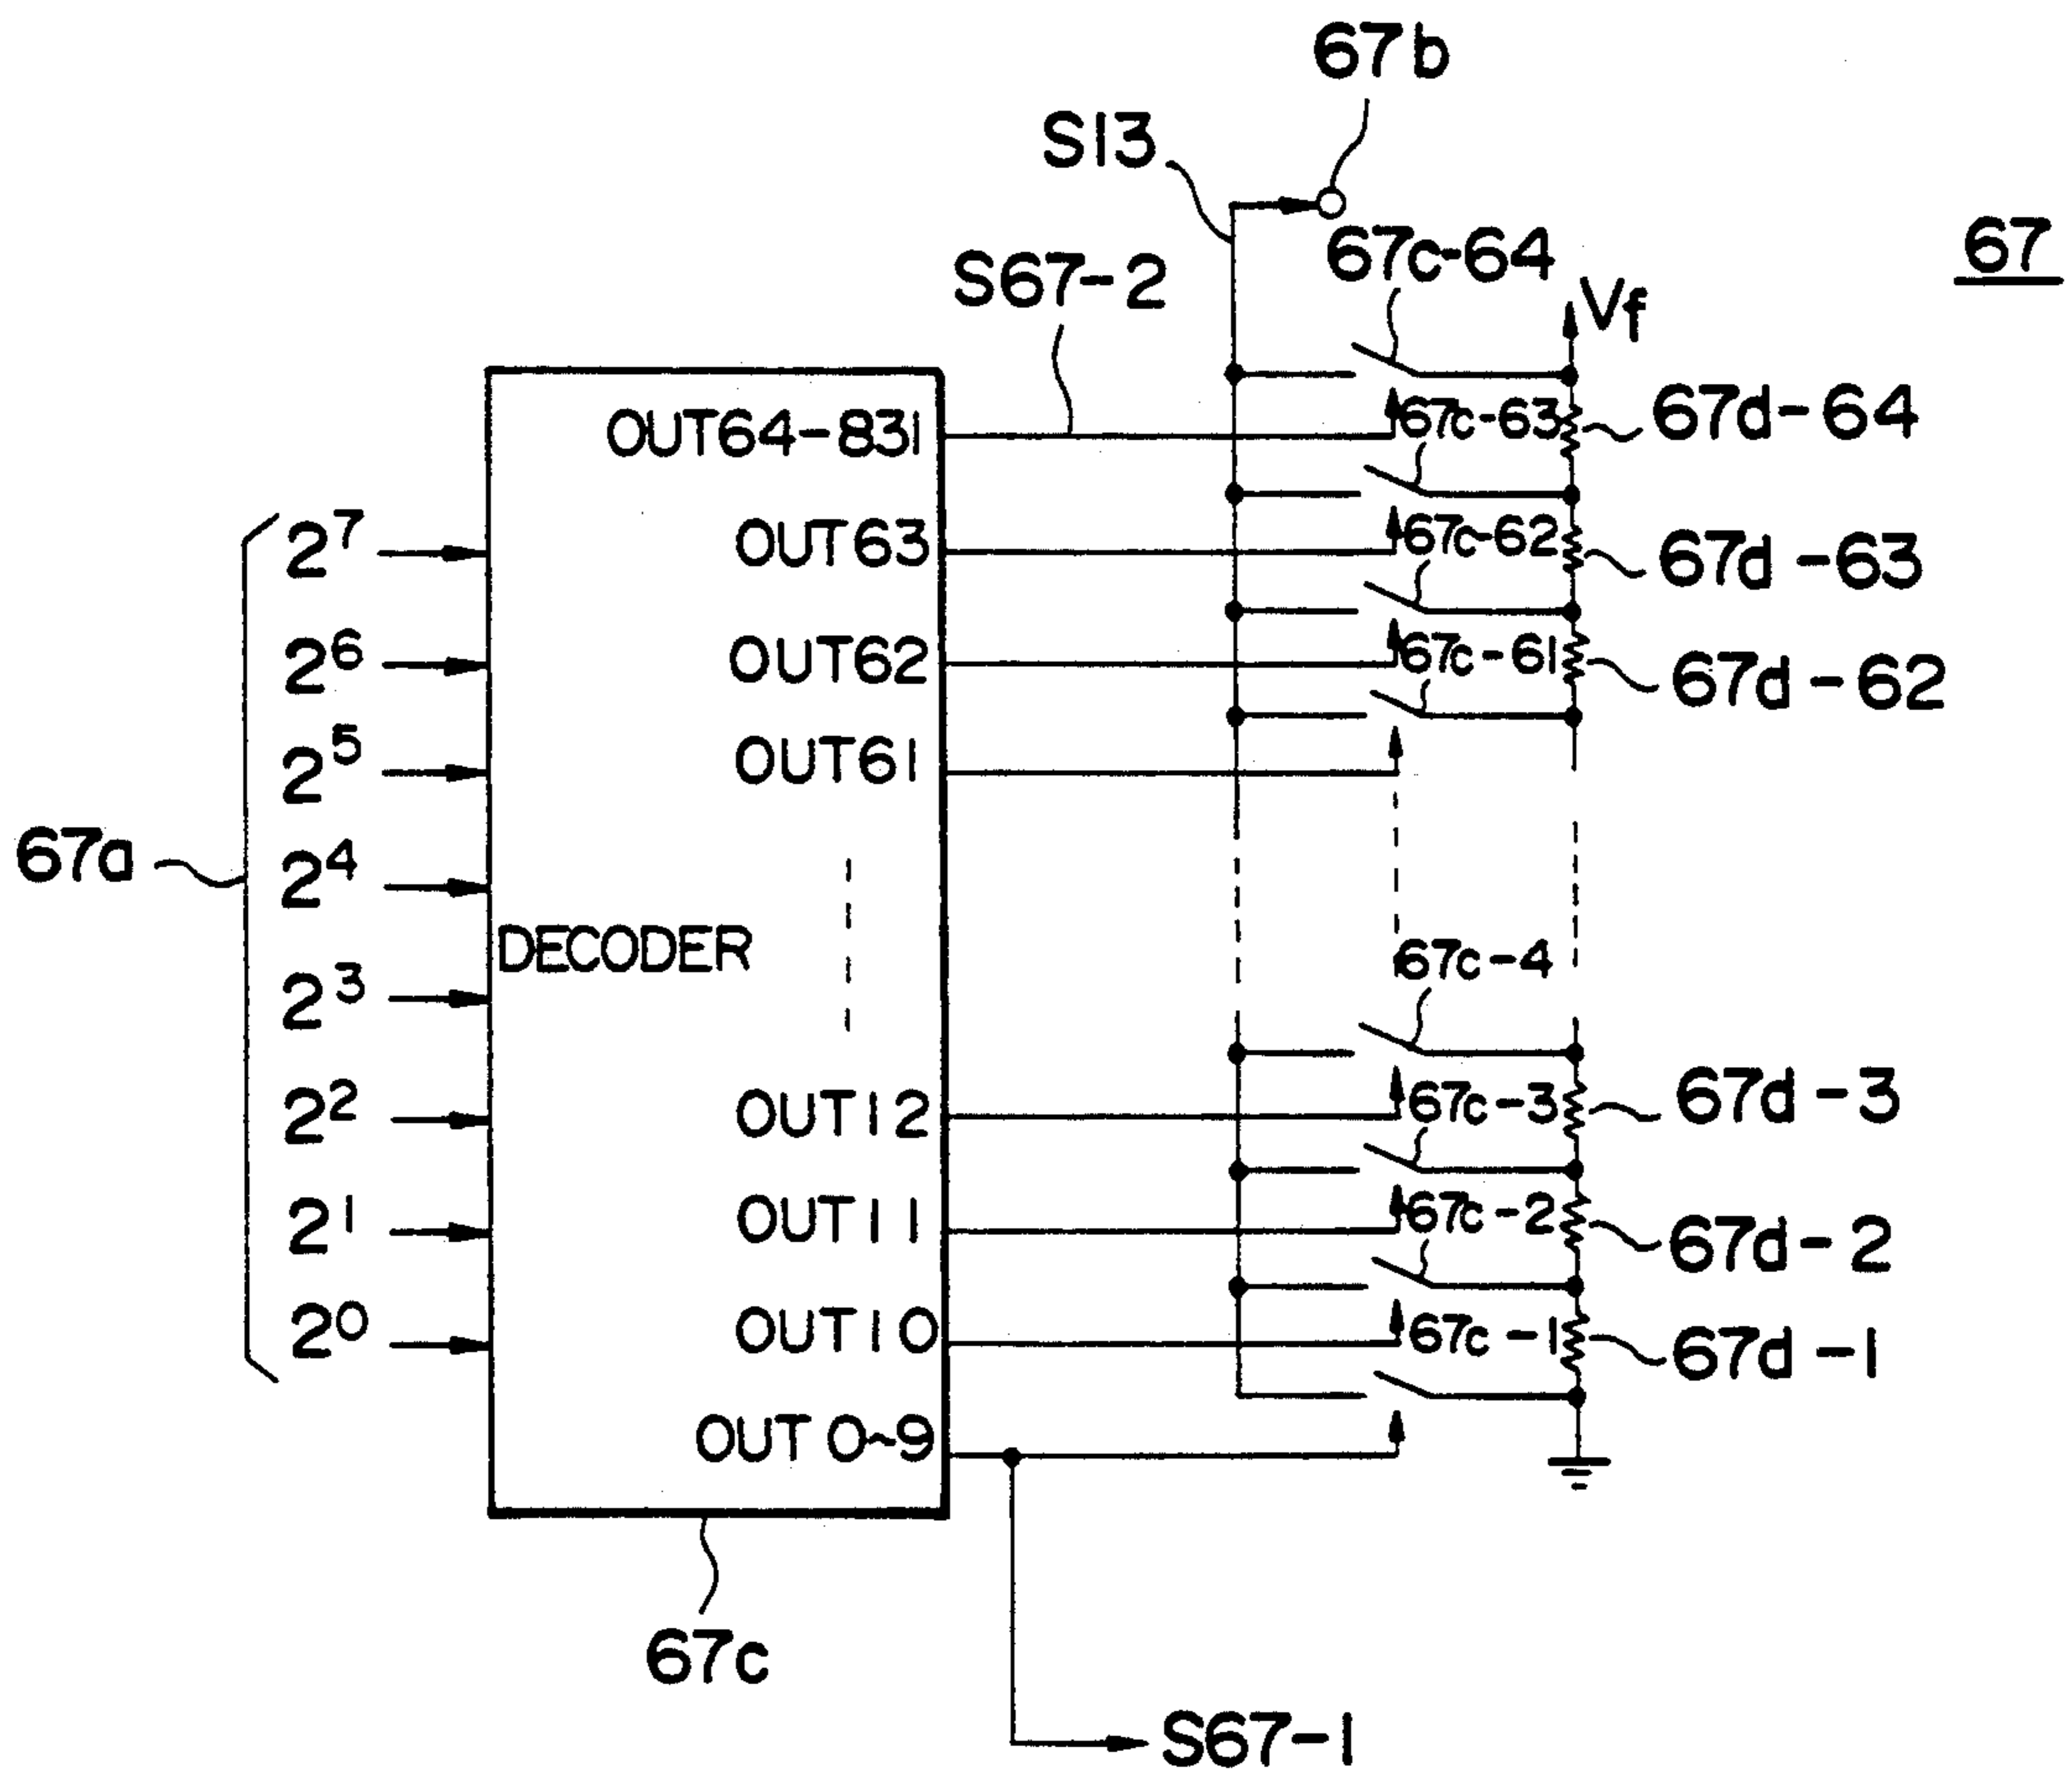 67b
S13
67
S67-2
67c-64
Vf
OUT64-831
67c-63
67d-64
2^7
OUT63
67c-62
67d-63
2^6
OUT62
67c-61
67d-62
2^5
OUT61
67a
2^4
DECODER
67c-4
2^3
2^2
OUT12
67c-3
67d-3
2^1
OUT11
67c-2
67d-2
2^0
OUT10
67c-1
67d-1
OUT0~9
67c
S67-1